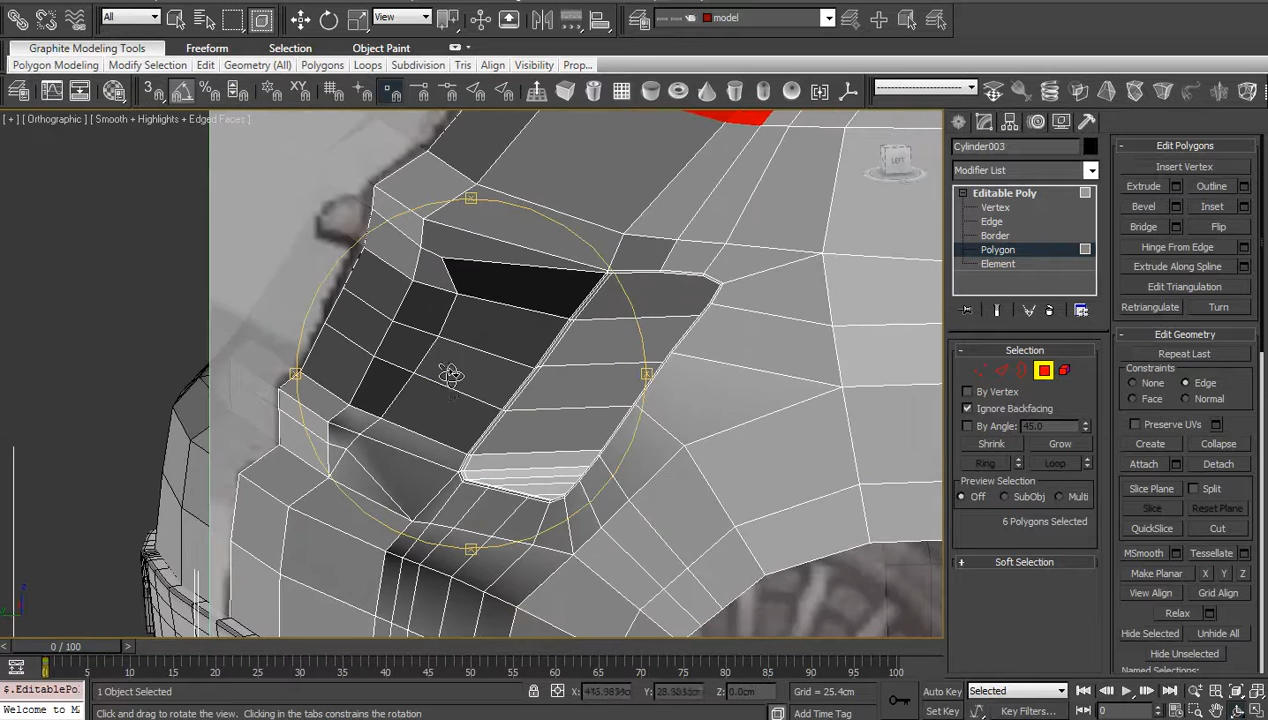 All View model
Graphite Modeling Tools Freeform Selection Object Paint
Polygon Modeling Modify Selection Edit Geometry (All) Polygons Loops Subdivision Tris Align Visibility Prop...
3 % XY
[ + ] [ Orthographic ] [ Smooth + Highlights + Edged Faces ]
LEFT
Cylinder003
Modifier List
Editable Poly
Vertex
Edge
Border
Polygon
Element
Selection
By Vertex
Ignore Backfacing
By Angle: 45.0
Shrink Grow
Ring Loop
Preview Selection
Off SubObj Multi
6 Polygons Selected
Soft Selection
Edit Polygons
Insert Vertex
Extrude Outline
Bevel Inset
Bridge Flip
Hinge From Edge
Extrude Along Spline
Edit Triangulation
Retriangulate Turn
Edit Geometry
Repeat Last
Constraints
None Edge
Face Normal
Preserve UVs
Create Collapse
Attach Detach
Slice Plane Split
Slice Reset Plane
QuickSlice Cut
MSmooth Tessellate
Make Planar X Y Z
View Align Grid Align
Relax
Hide Selected Unhide All
Hide Unselected
Named Selections:
0 / 100
5 10 15 20 25 30 35 40 45 50 55 60 65 70 75 80 85 90 95 100
$.EditablePo. 1 Object Selected X: Y: Z: 0.0cm Grid = 25.4cm Auto Key Selected
Welcome to M Click and drag to rotate the view. Clicking in the tabs constrains the rotation Add Time Tag Set Key Key Filters... 0